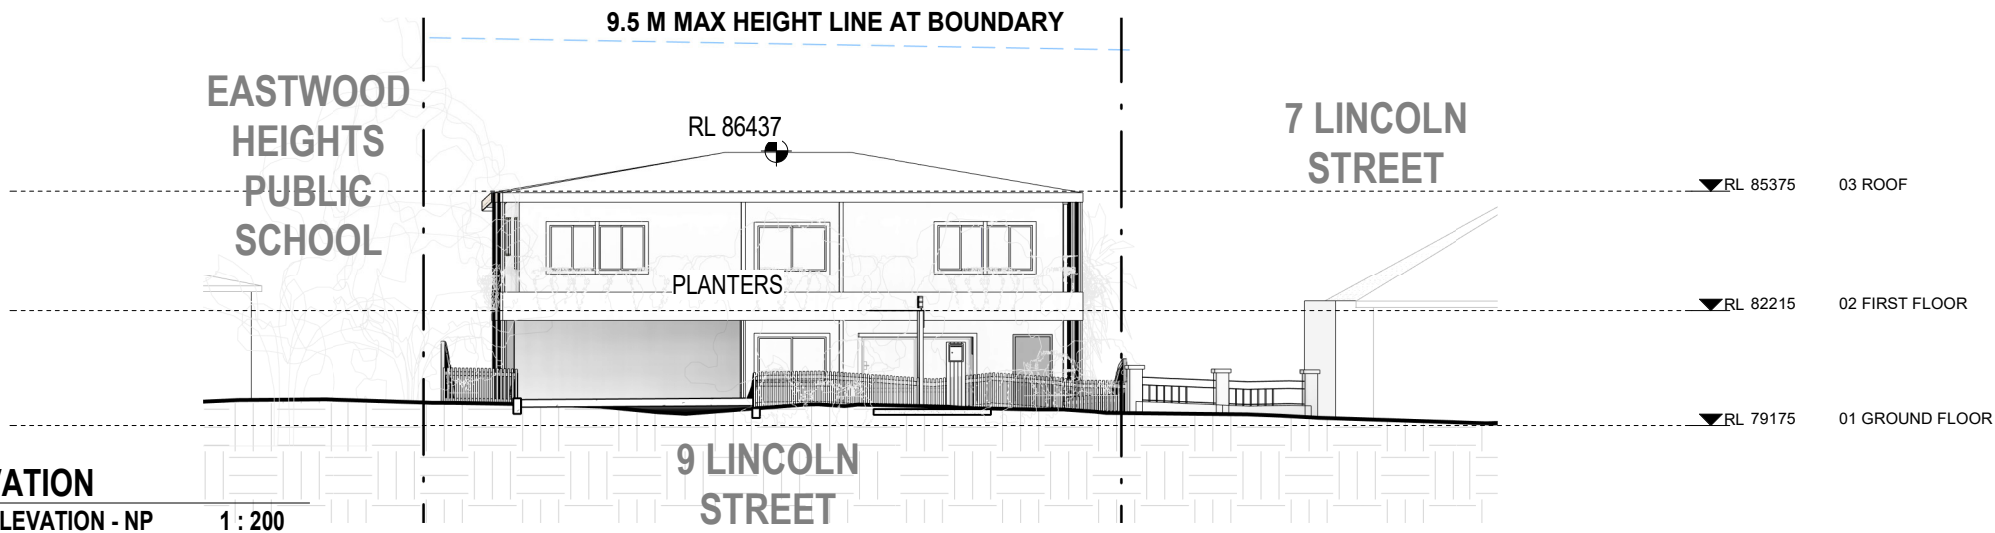 9.5 M MAX HEIGHT LINE AT BOUNDARY
EASTWOOD
HEIGHTS
PUBLIC
SCHOOL
RL 86437
7 LINCOLN
STREET
RL 85375 03 ROOF
PLANTERS
RL 82215 02 FIRST FLOOR
RL 79175 01 GROUND FLOOR
9 LINCOLN
STREET
VATION
LEVATION - NP 1 : 200